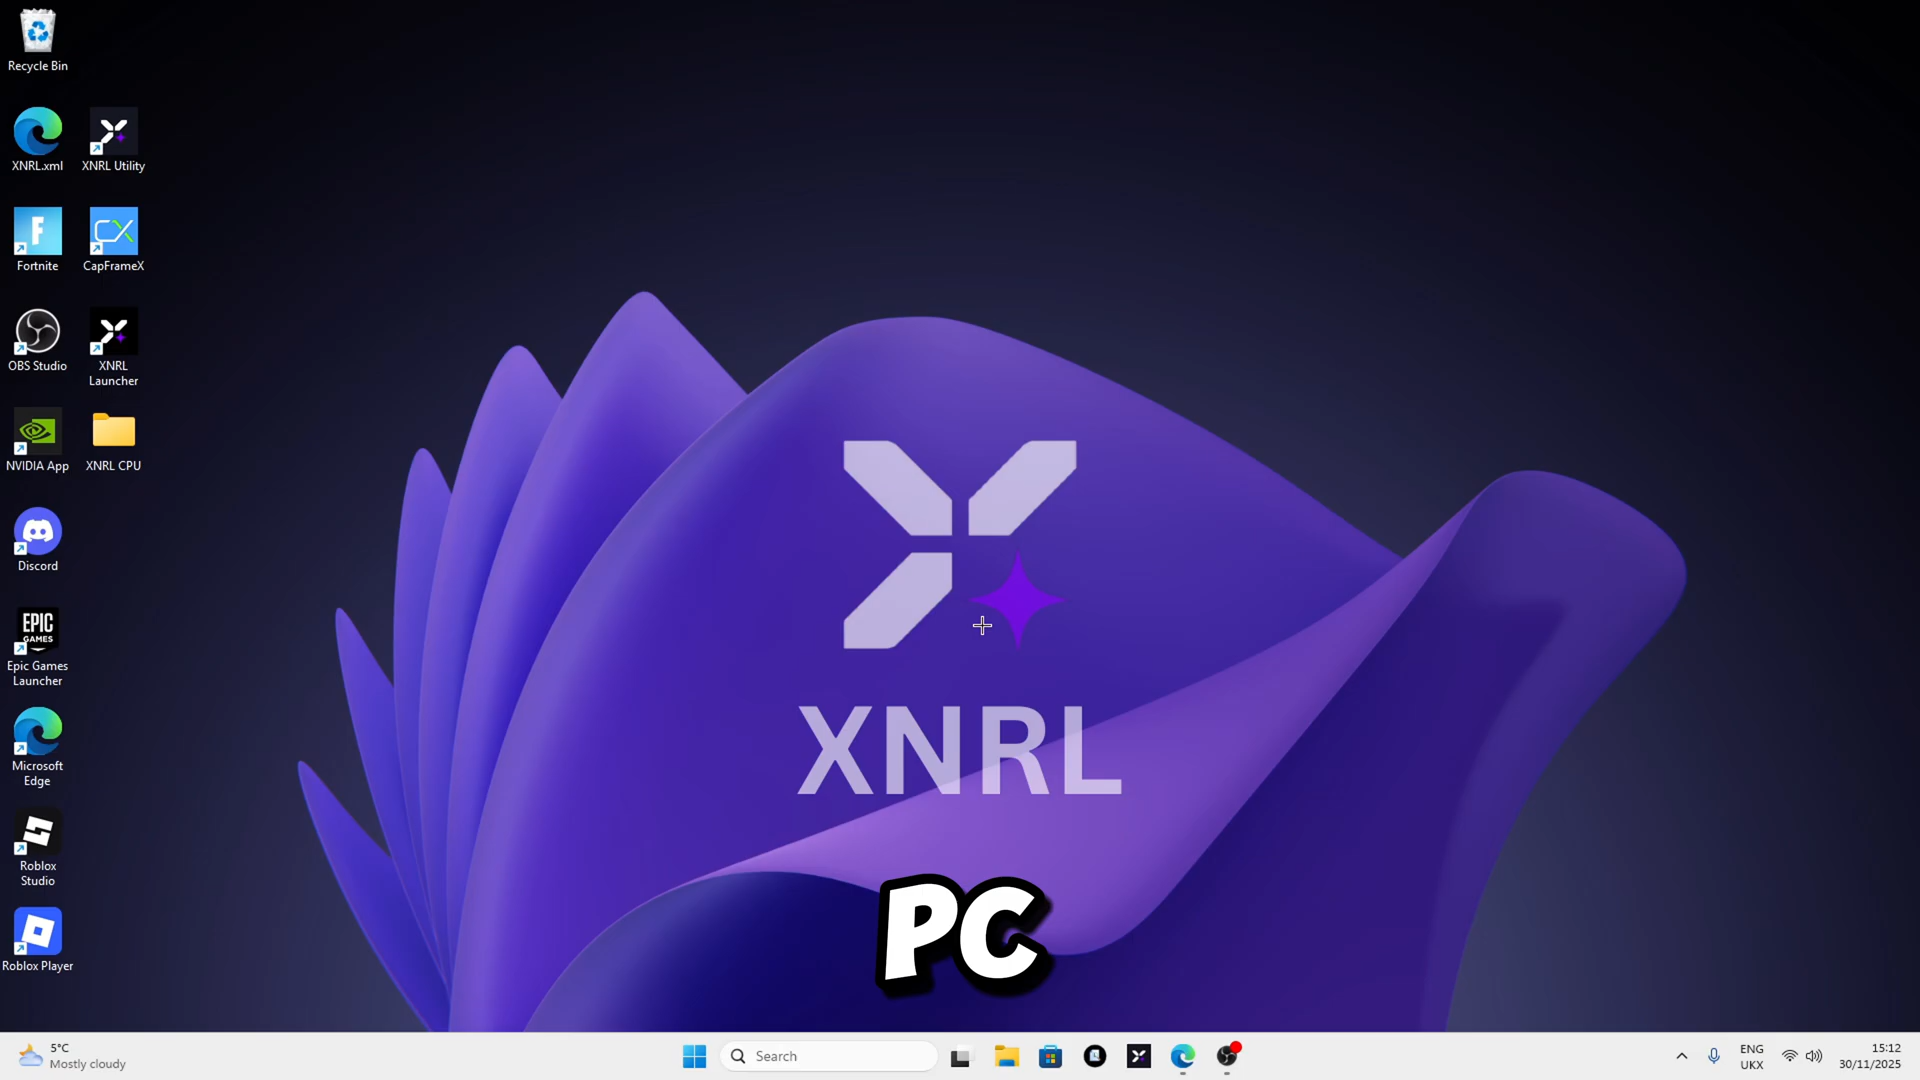 Recycle Bin
XNRL.xml
XNRL Utility
Fortnite
CapFrameX
OBS Studio
XNRL
Launcher
NVIDIA App
XNRL CPU
Discord
EPIC
GAMES
Epic Games
Launcher
Microsoft
Edge
Roblox
Studio
Roblox Player
XNRL
PC
5°C
Mostly cloudy
Search
ENG
UKX
15:12
30/11/2025